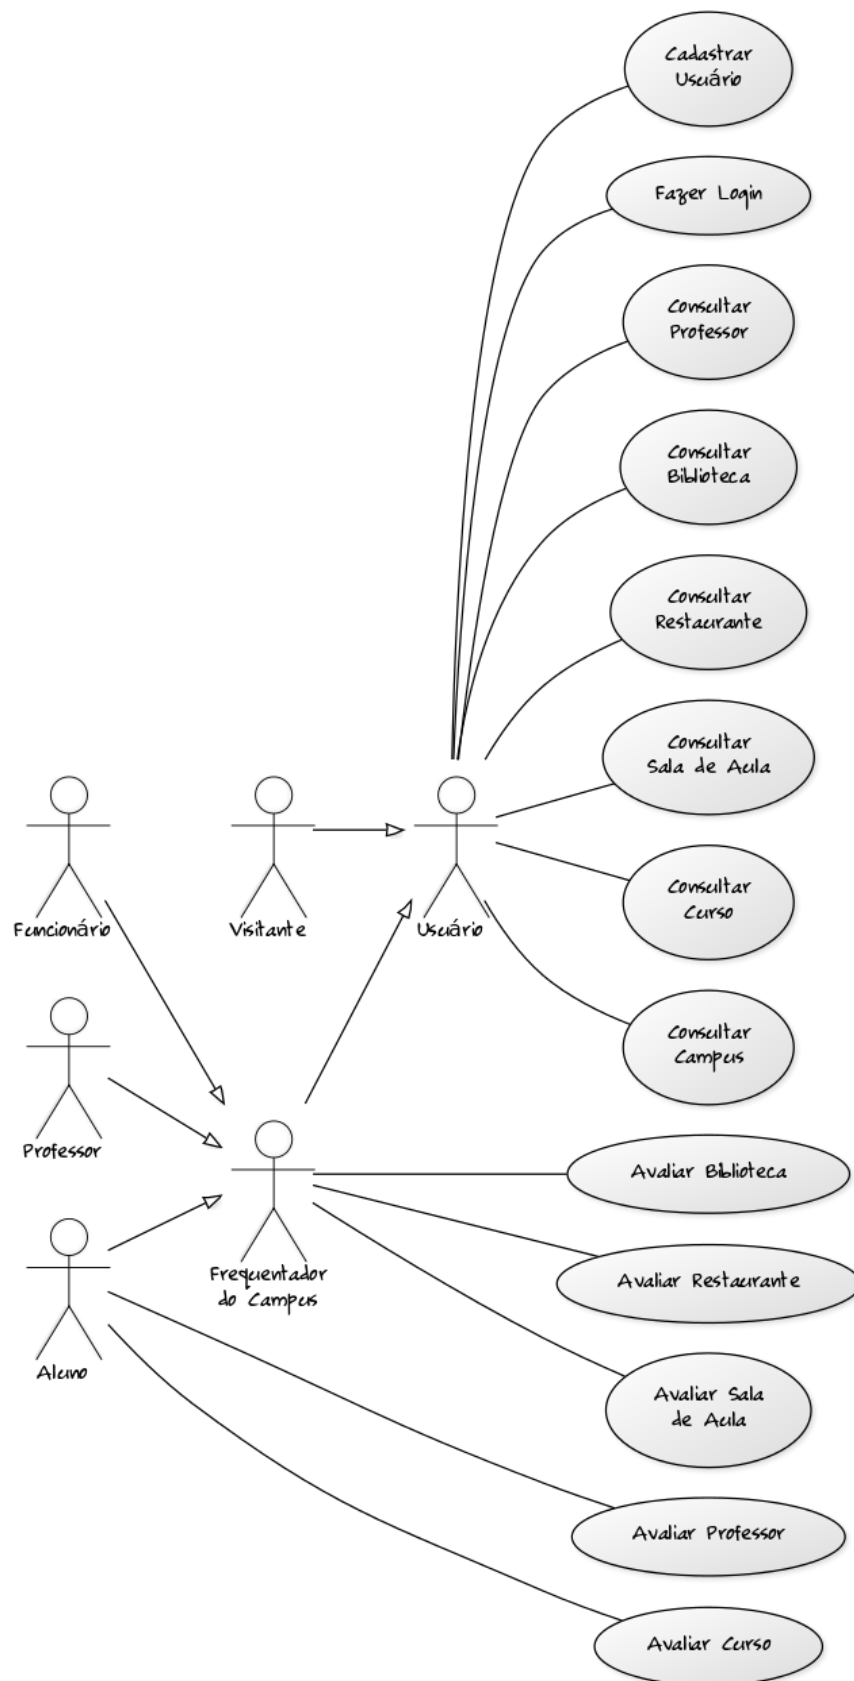 Cadastrar
Usuário
Fazer Login
Consultar
Professor
Consultar
Biblioteca
Consultar
Restaurante
Consultar
Sala de Aula
Funcionário
Visitante
Usuário
Consultar
Curso
Consultar
Campus
Professor
Avaliar Biblioteca
Frequentador
do Campus
Avaliar Restaurante
Aluno
Avaliar Sala
de Aula
Avaliar Professor
Avaliar Curso